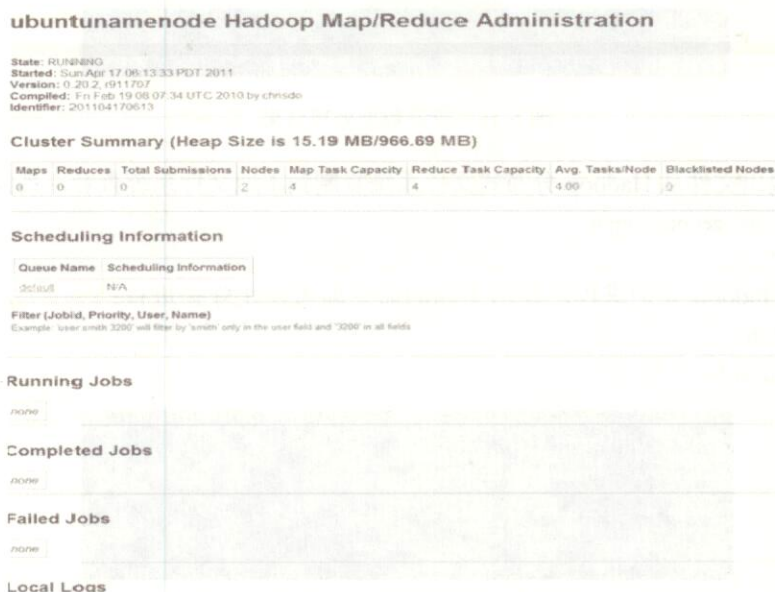 ubuntunamenode Hadoop Map/Reduce Administration
State: RUNNING
Started: Sun Apr 17 06:13:33 PDT 2011
Version: 0.20.2, r911707
Compiled: Fri Feb 19 08:07:34 UTC 2010 by chrisdo
Identifier: 201104170613
Cluster Summary (Heap Size is 15.19 MB/966.69 MB)
Maps Reduces Total Submissions Nodes Map Task Capacity Reduce Task Capacity Avg. Tasks/Node Blacklisted Nodes
0 0 0 2 4 4 4.00 0
Scheduling Information
Queue Name Scheduling Information
default N/A
Filter (Jobid, Priority, User, Name)
Example: 'user:smith 3200' will filter by 'smith' only in the user field and '3200' in all fields
Running Jobs
none
Completed Jobs
none
Failed Jobs
none
Local Logs